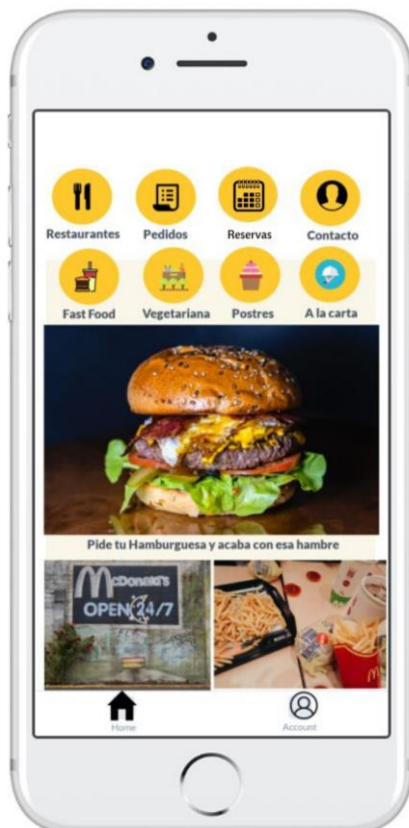 Restaurantes Pedidos Reservas Contacto
Fast Food Vegetariana Postres A la carta
Pide tu Hamburguesa y acaba con esa hambre
McDonald's
OPEN 24/7
Home Account